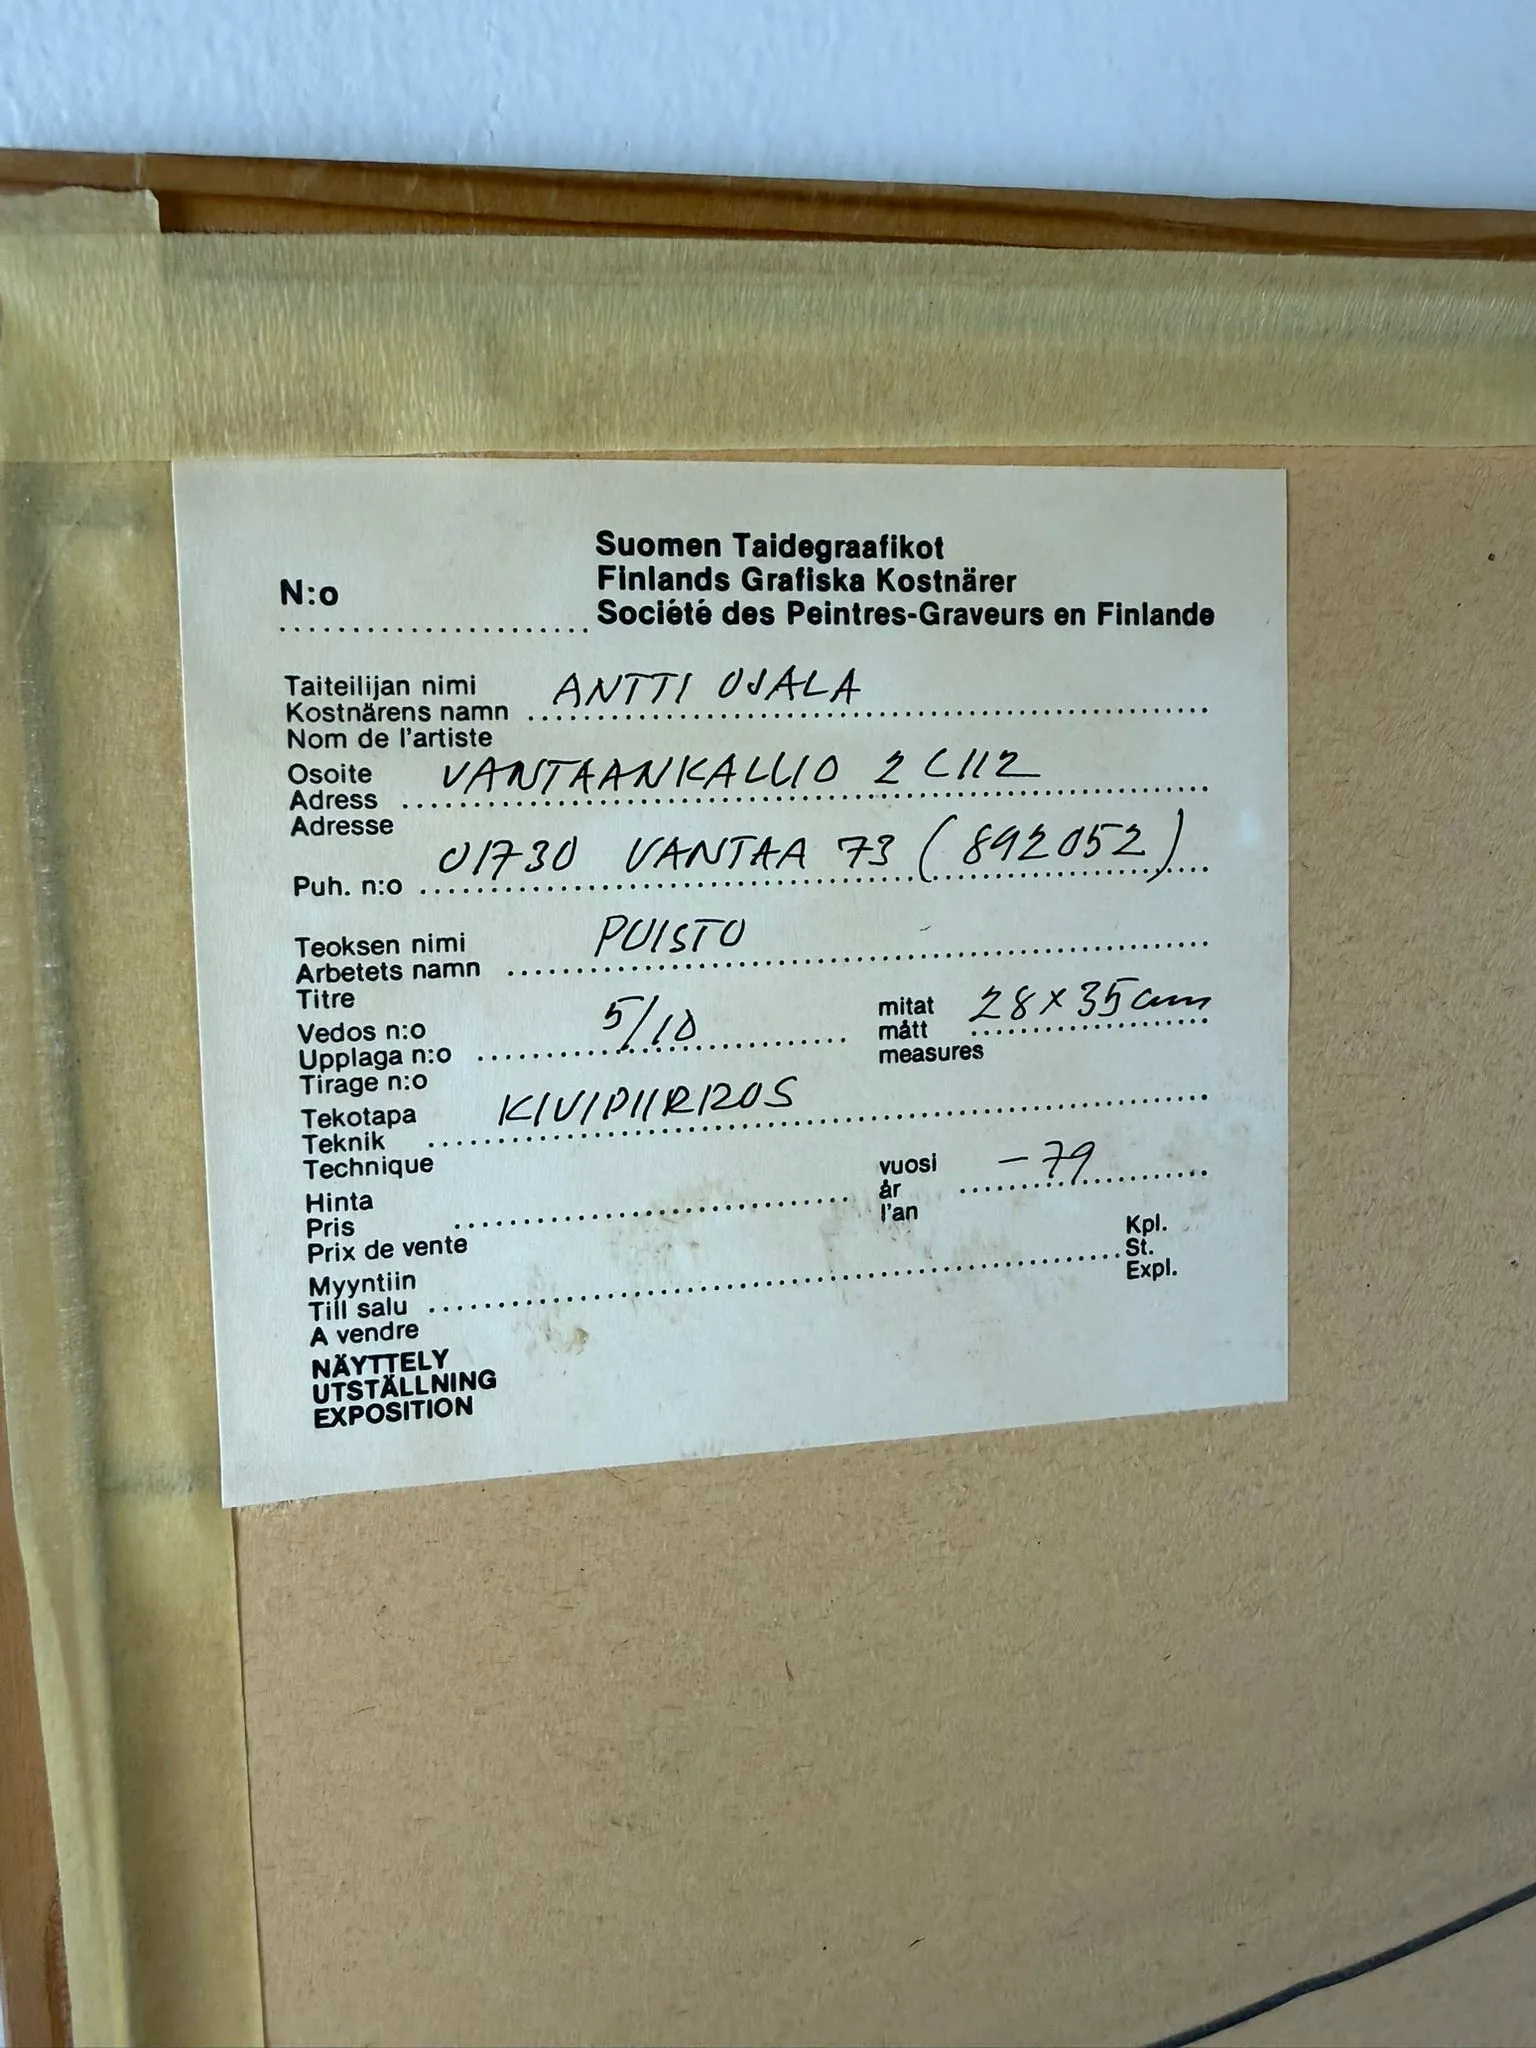 Suomen Taidegraafikot
Finlands Grafiska Kostnärer
N:o Société des Peintres-Graveurs en Finlande
Taiteilijan nimi ANTTI OJALA
Kostnärens namn
Nom de l'artiste
Osoite VANTAANKALLIO 2 C112
Adress
Adresse
01730 VANTAA 73 (892052)
Puh. n:o
Teoksen nimi PUISTO
Arbetets namn
Titre
Vedos n:o 5/10 mitat 28 x 35 cm
Upplaga n:o mått
Tirage n:o measures
Tekotapa KIVIPIIRROS
Teknik
Technique
Hinta vuosi -79
Pris år
Prix de vente l'an
Myyntiin Kpl.
Till salu St.
A vendre Expl.
NÄYTTELY
UTSTÄLLNING
EXPOSITION